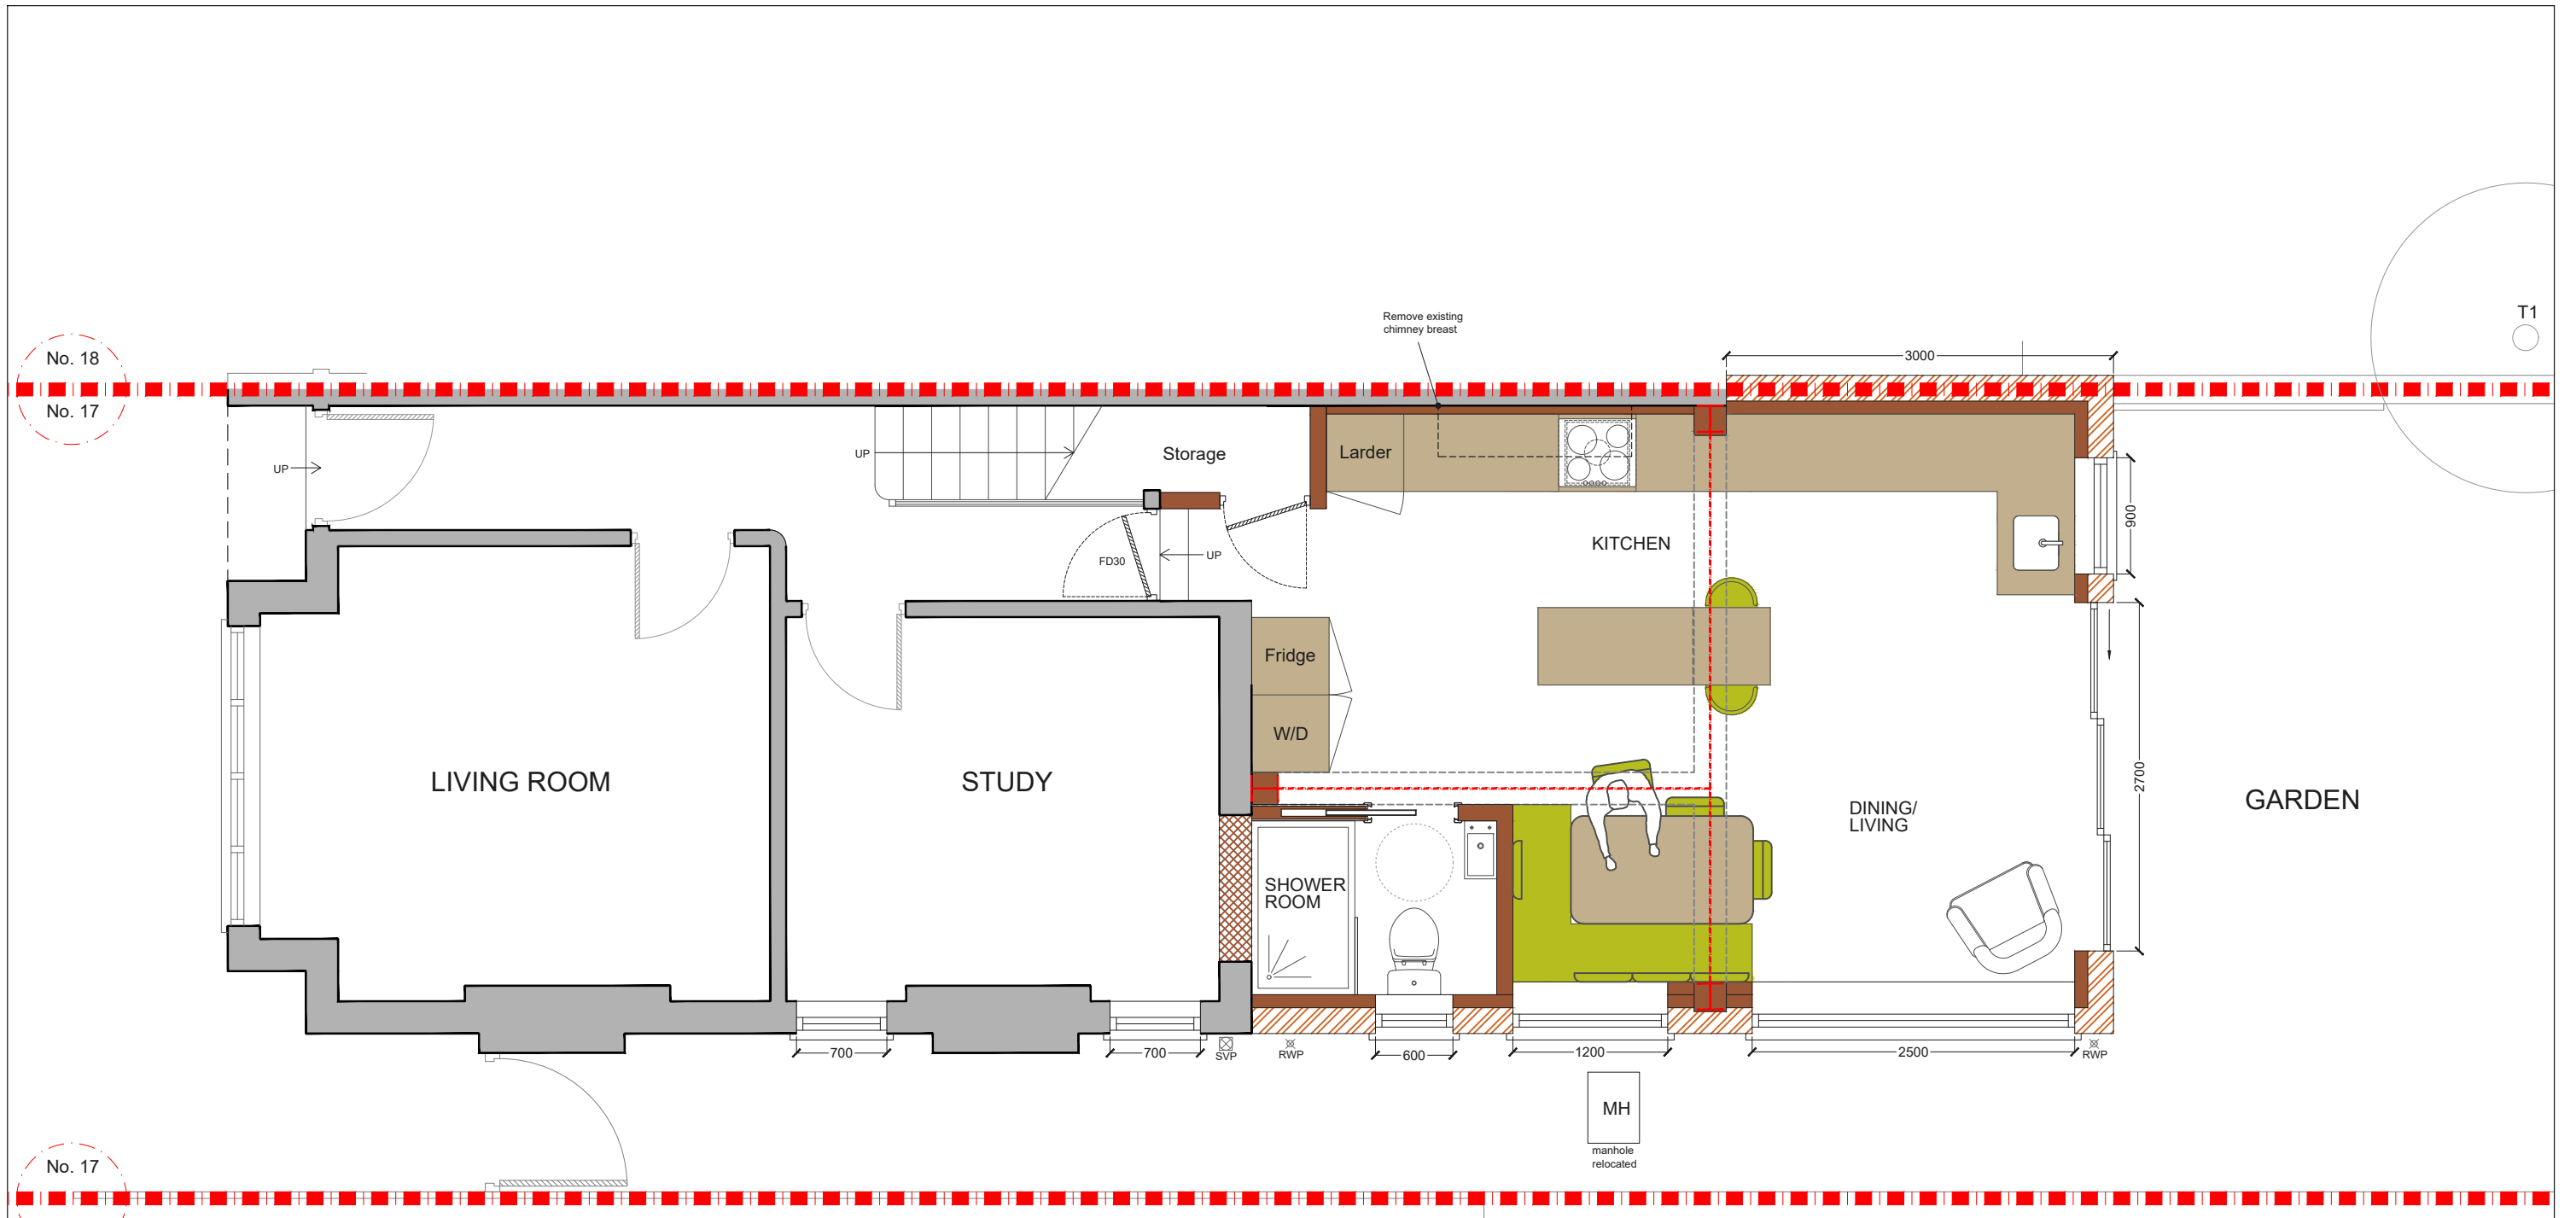 Remove existing
chimney breast
T1
No. 18
3000
No. 17
UP
UP
Storage
Larder
900
KITCHEN
FD30
UP
Fridge
W/D
LIVING ROOM
STUDY
2700
DINING/
LIVING
GARDEN
SHOWER
ROOM
700
700
SVP
RWP
600
1200
2500
RWP
MH
manhole
relocated
No. 17